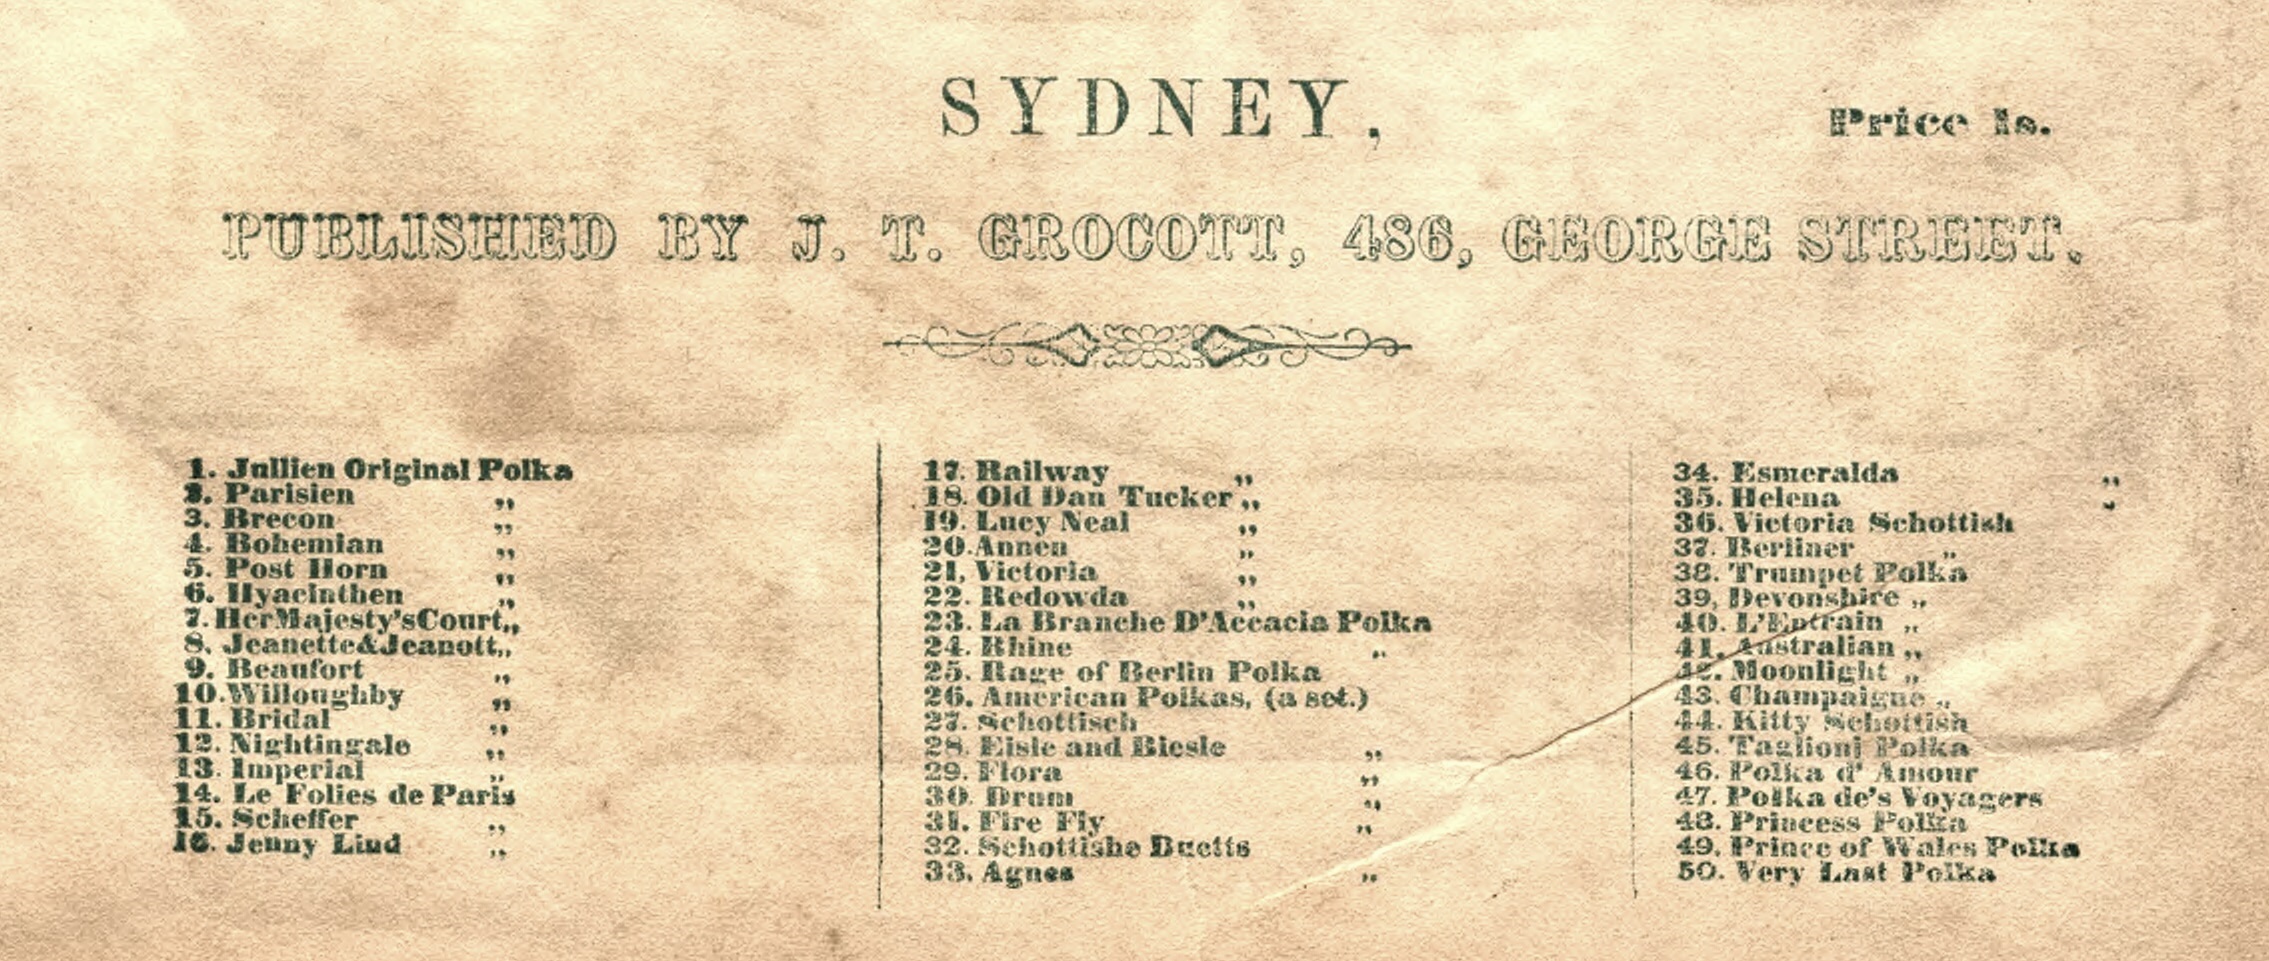 SYDNEY,
Price 1s.
PUBLISHED BY J. T. GROCOTT, 486, GEORGE STREET.
1. Jullien Original Polka
2. Parisien „
3. Brecon „
4. Bohemian „
5. Post Horn „
6. Hyacinthen „
7. HerMajesty'sCourt„
8. Jeanette&Jeanott„
9. Beaufort „
10. Willoughby „
11. Bridal „
12. Nightingale „
13. Imperial „
14. Le Folies de Paris
15. Scheffer „
16. Jenny Lind „
17. Railway „
18. Old Dan Tucker „
19. Lucy Neal „
20. Annen „
21, Victoria „
22. Redowda „
23. La Branche D'Accacia Polka
24. Rhine „
25. Rage of Berlin Polka
26. American Polkas, (a set.)
27. Schottisch
28. Eisle and Biesle „
29. Flora „
30. Drum „
31. Fire Fly „
32. Schottishe Duetts
33. Agnes „
34. Esmeralda „
35. Helena „
36. Victoria Schottish
37. Berliner „
38. Trumpet Polka
39, Devonshire „
40. L'Entrain „
41. Australian „
42. Moonlight „
43. Champaigne „
44. Kitty Schottish
45. Taglioni Polka
46. Polka d' Amour
47. Polka de's Voyagers
48. Princess Polka
49. Prince of Wales Polka
50. Very Last Polka